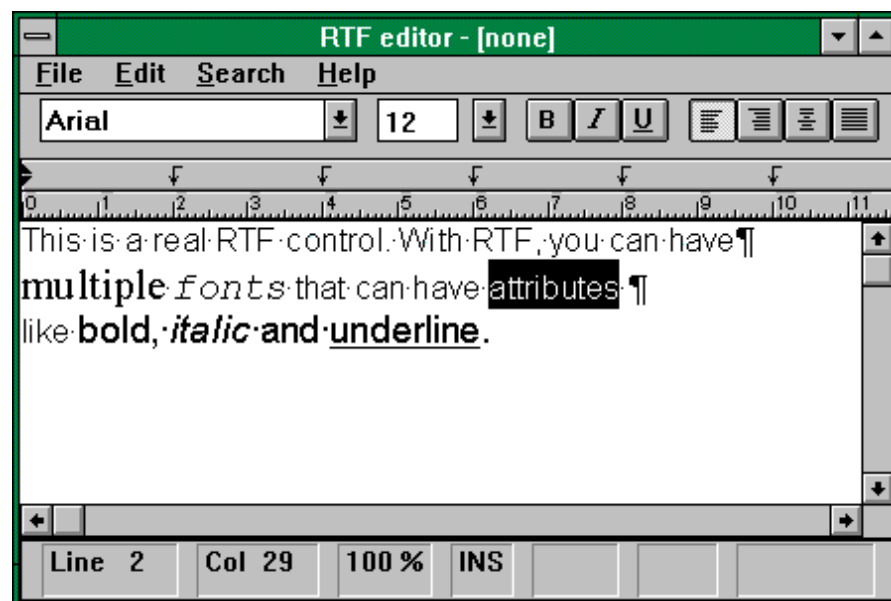 RTF editor - [none]
File Edit Search Help
Arial 12 B I U
0 1 2 3 4 5 6 7 8 9 10 11
This is a real RTF control. With RTF, you can have¶
multiple fonts that can have attributes ¶
like bold, italic and underline.
Line 2 Col 29 100 % INS